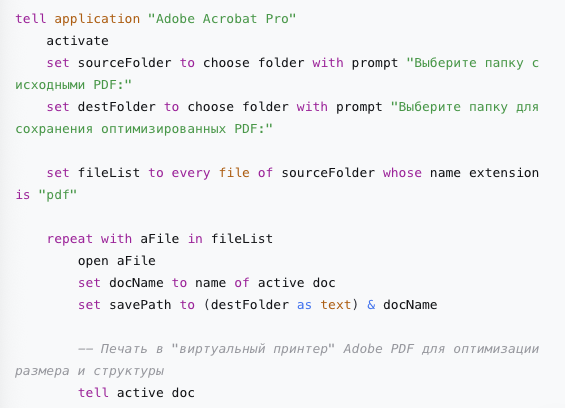 tell application "Adobe Acrobat Pro"
    activate
    set sourceFolder to choose folder with prompt "Выберите папку с
исходными PDF:"
    set destFolder to choose folder with prompt "Выберите папку для
сохранения оптимизированных PDF:"

    set fileList to every file of sourceFolder whose name extension
is "pdf"

    repeat with aFile in fileList
        open aFile
        set docName to name of active doc
        set savePath to (destFolder as text) & docName

        -- Печать в "виртуальный принтер" Adobe PDF для оптимизации
размера и структуры
        tell active doc